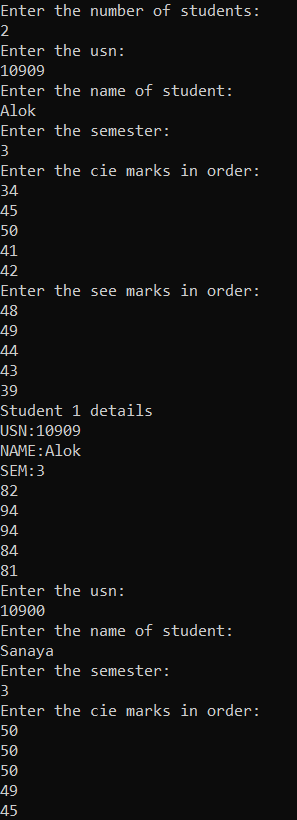 Enter the number of students:
2
Enter the usn:
10909
Enter the name of student:
Alok
Enter the semester:
3
Enter the cie marks in order:
34
45
50
41
42
Enter the see marks in order:
48
49
44
43
39
Student 1 details
USN:10909
NAME:Alok
SEM:3
82
94
94
84
81
Enter the usn:
10900
Enter the name of student:
Sanaya
Enter the semester:
3
Enter the cie marks in order:
50
50
50
49
45